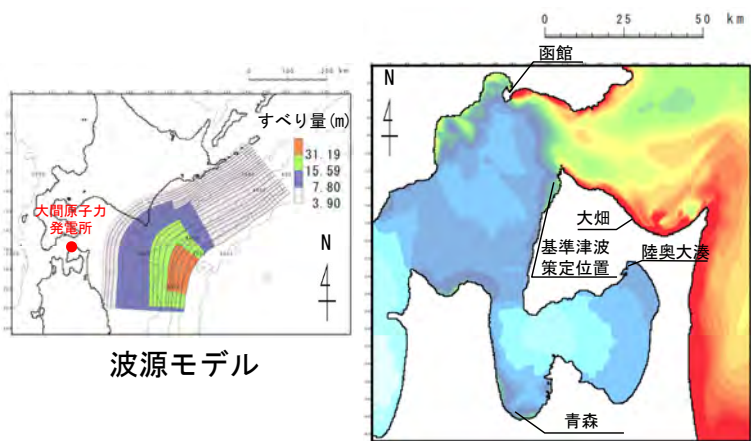 0 100 200 km
すべり量(m)
31.19
15.59
7.80
3.90
大間原子力
発電所
N
波源モデル
0 25 50 km
函館
N
大畑
基準津波
策定位置
陸奥大湊
青森